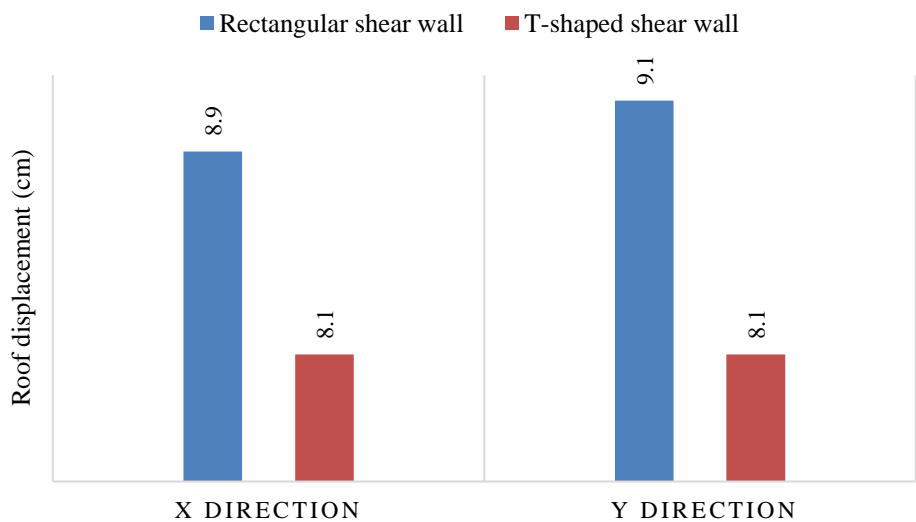 Rectangular shear wall T-shaped shear wall
Roof displacement (cm)
8.9
8.1
9.1
8.1
X DIRECTION Y DIRECTION